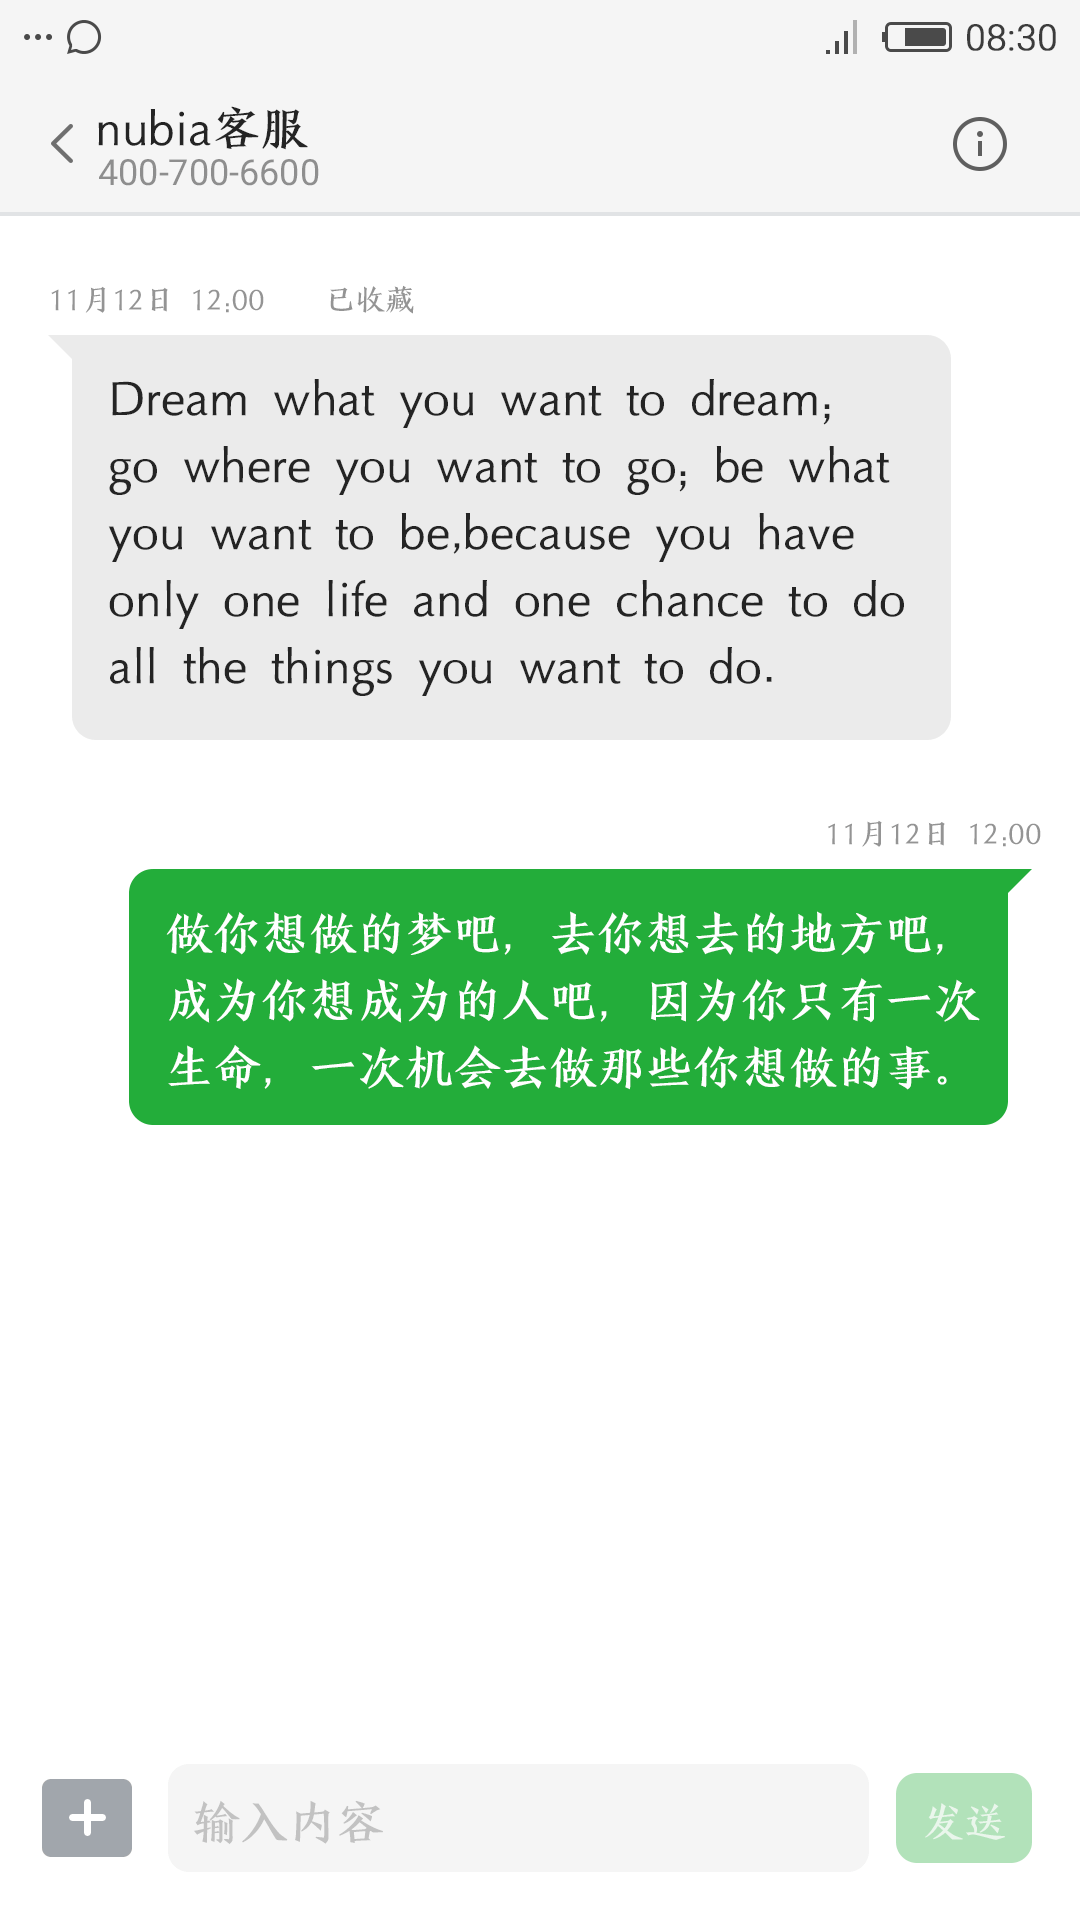 08:30
nubia客服
400-700-6600
11月12日 12:00 已收藏
Dream what you want to dream;
go where you want to go; be what
you want to be,because you have
only one life and one chance to do
all the things you want to do.
11月12日 12:00
做你想做的梦吧，去你想去的地方吧，
成为你想成为的人吧，因为你只有一次
生命，一次机会去做那些你想做的事。
输入内容
发送